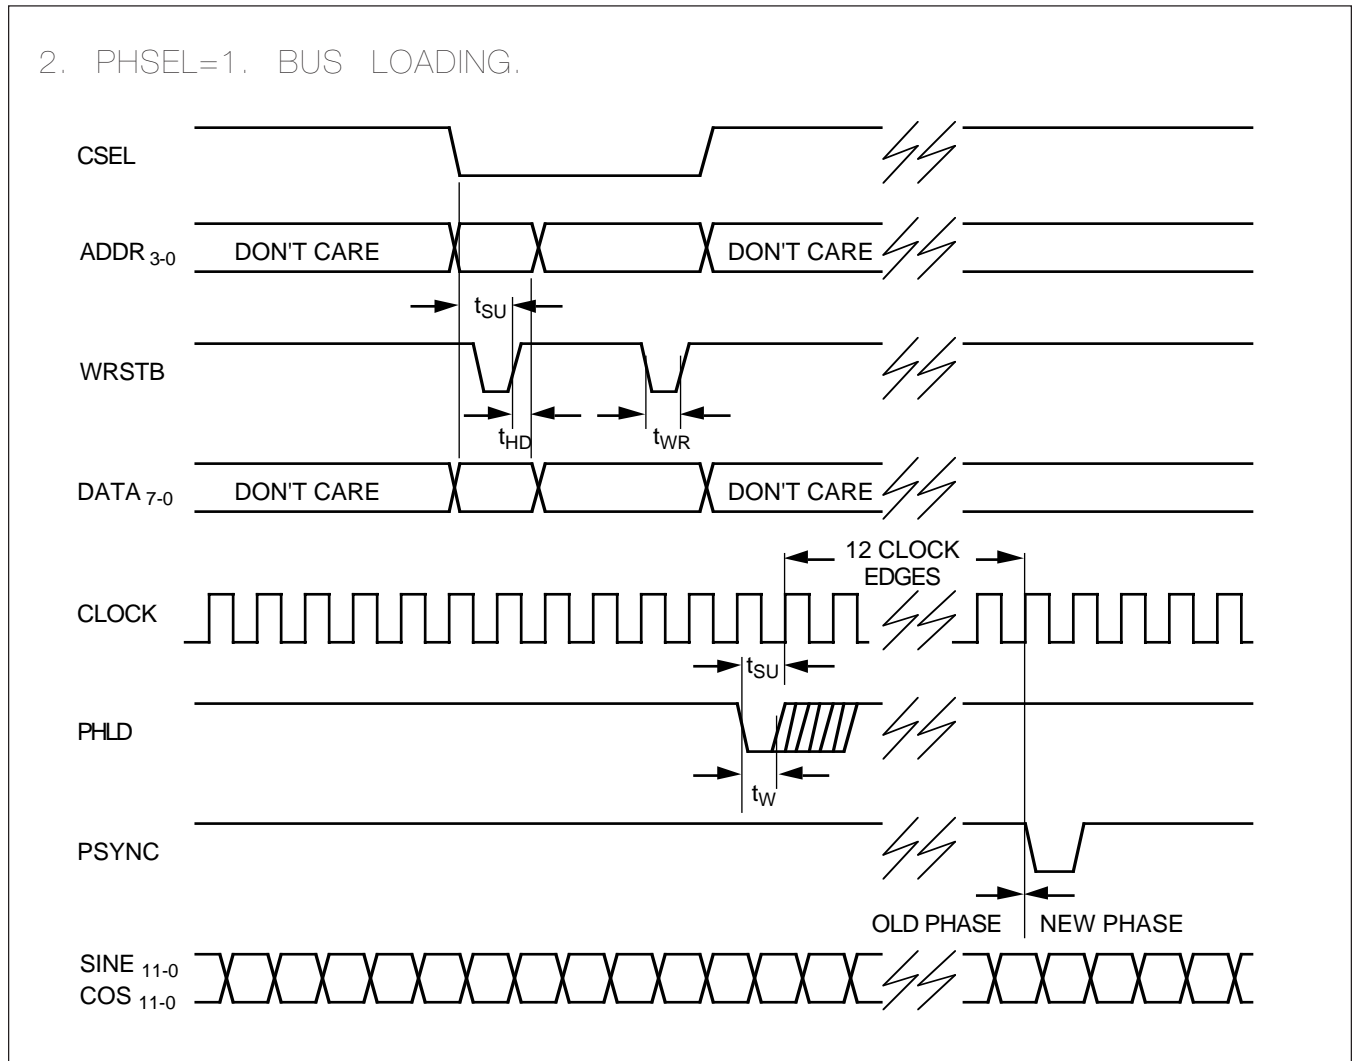 2. PHSEL=1. BUS LOADING.
CSEL
ADDR 3-0 DON'T CARE DON'T CARE
tSU
WRSTB
tHD tWR
DATA 7-0 DON'T CARE DON'T CARE
12 CLOCK
EDGES
CLOCK
tSU
PHLD
tW
PSYNC
OLD PHASE NEW PHASE
SINE 11-0
COS 11-0